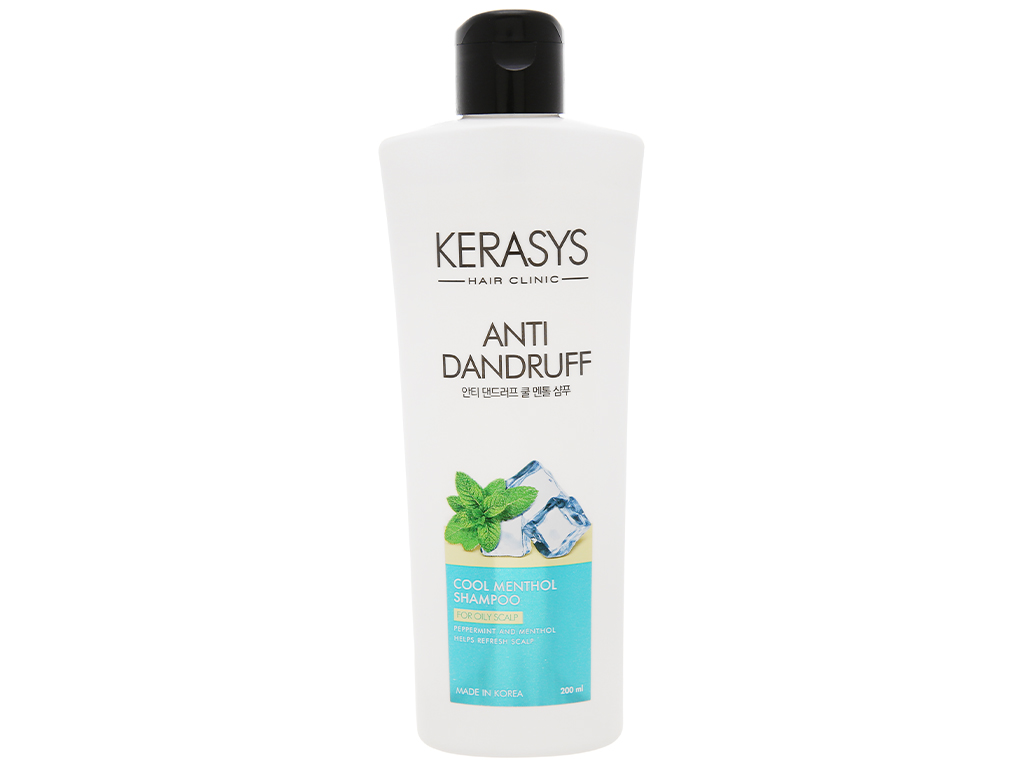 KERASYS
HAIR CLINIC
ANTI
DANDRUFF
안티 댄드러프 쿨 멘톨 샴푸
COOL MENTHOL
SHAMPOO
FOR OILY SCALP
PEPPERMINT AND MENTHOL
HELPS REFRESH SCALP
MADE IN KOREA
200 ml